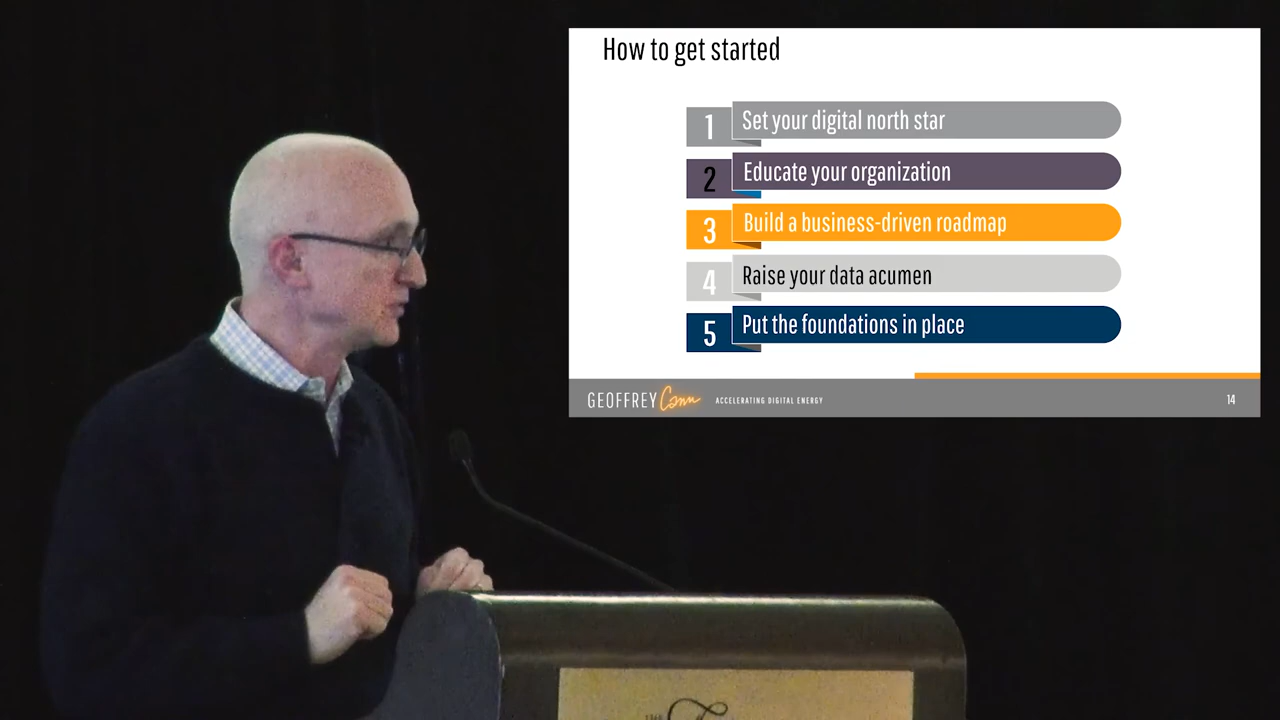 How to get started
1 Set your digital north star
2 Educate your organization
3 Build a business-driven roadmap
4 Raise your data acumen
5 Put the foundations in place
GEOFFREY Conn ACCELERATING DIGITAL ENERGY 14